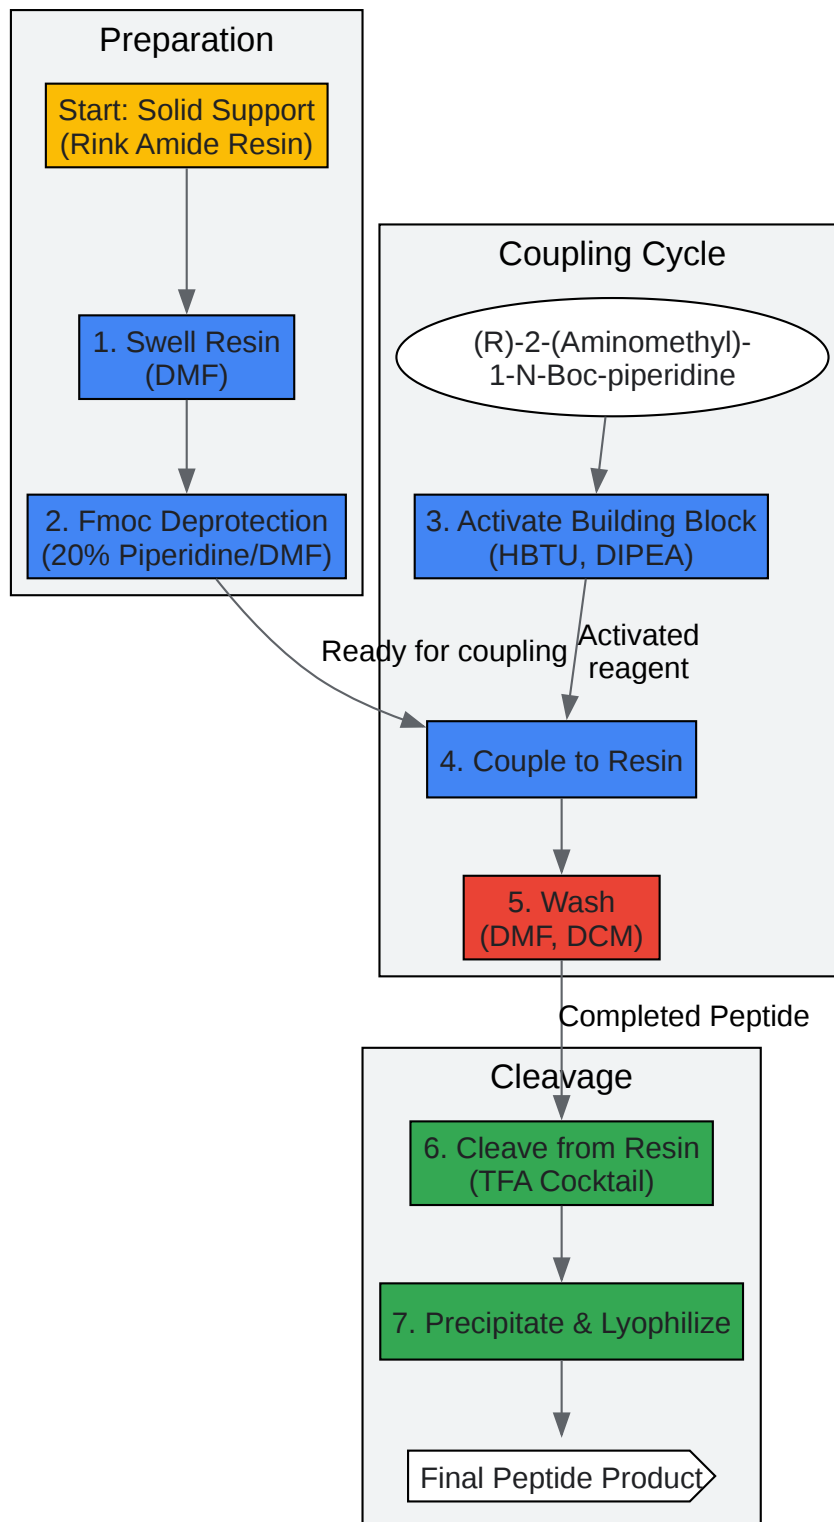 Preparation
Start: Solid Support
(Rink Amide Resin)
1. Swell Resin
(DMF)
2. Fmoc Deprotection
(20% Piperidine/DMF)
Coupling Cycle
(R)-2-(Aminomethyl)-
1-N-Boc-piperidine
3. Activate Building Block
(HBTU, DIPEA)
Ready for coupling
Activated
reagent
4. Couple to Resin
5. Wash
(DMF, DCM)
Completed Peptide
Cleavage
6. Cleave from Resin
(TFA Cocktail)
7. Precipitate & Lyophilize
Final Peptide Product